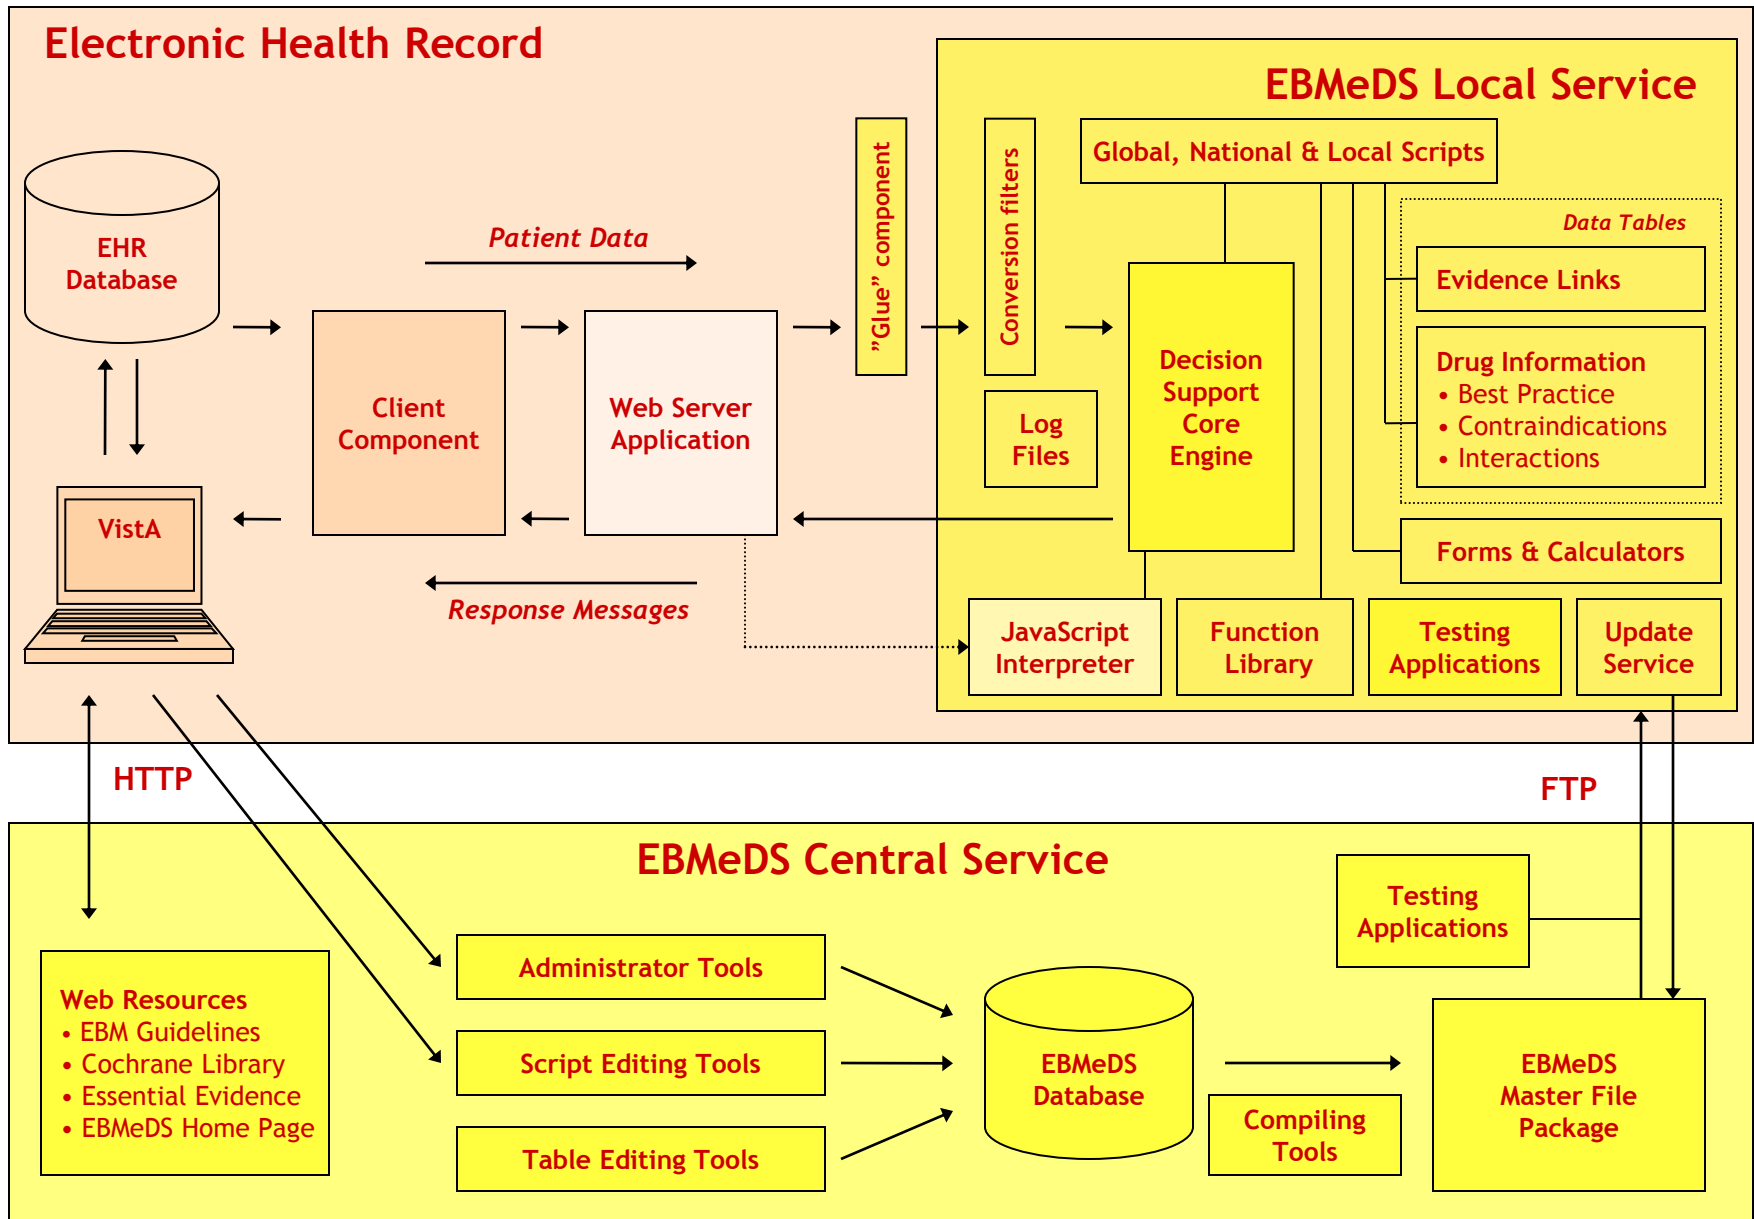 Electronic Health Record
EBMeDS Local Service
Global, National & Local Scripts
”Glue” component
Conversion filters
Data Tables
EHR
Database
Patient Data
Evidence Links
Drug Information
• Best Practice
• Contraindications
• Interactions
Decision
Support
Core
Engine
Client
Component
Web Server
Application
Log
Files
VistA
Forms & Calculators
Response Messages
JavaScript
Interpreter
Function
Library
Testing
Applications
Update
Service
HTTP
FTP
EBMeDS Central Service
Testing
Applications
Administrator Tools
Web Resources
• EBM Guidelines
• Cochrane Library
• Essential Evidence
• EBMeDS Home Page
Script Editing Tools
Table Editing Tools
EBMeDS
Database
Compiling
Tools
EBMeDS
Master File
Package